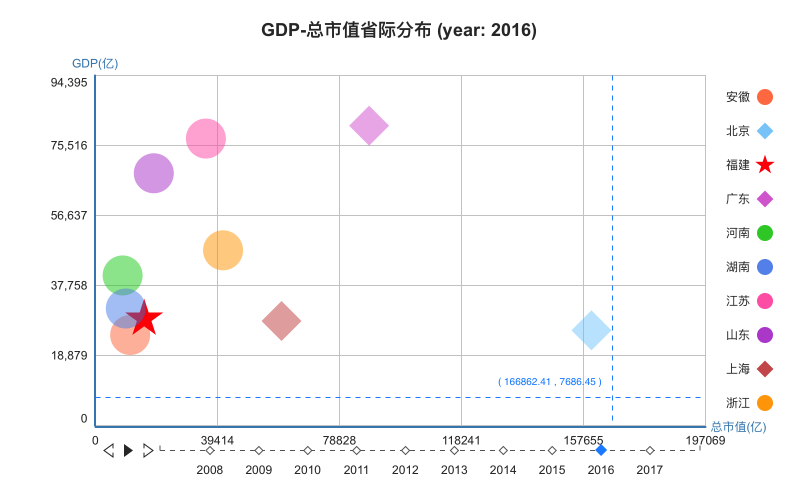 GDP-总市值省际分布 (year: 2016)
GDP(亿)
94,395
75,516
56,637
37,758
18,879
0
安徽
北京
福建
广东
河南
湖南
江苏
山东
上海
浙江
( 166862.41 , 7686.45 )
总市值(亿)
0 39414 78828 118241 157655 197069
2008 2009 2010 2011 2012 2013 2014 2015 2016 2017